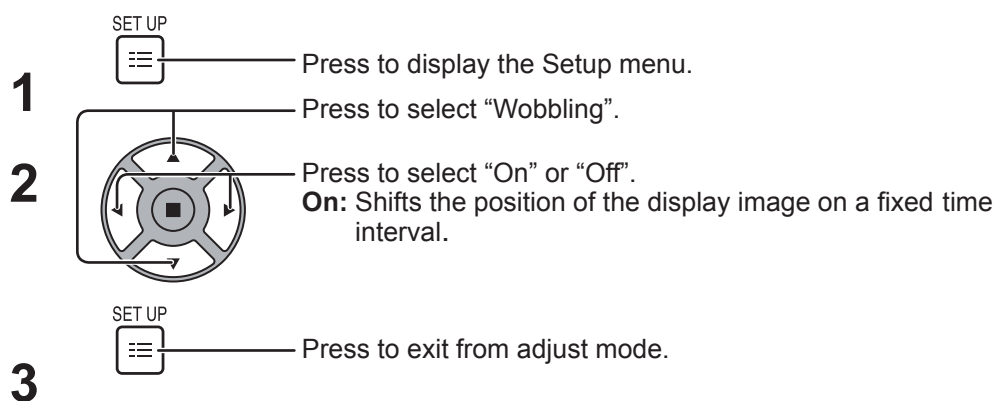 SET UP
1
Press to display the Setup menu.
Press to select “Wobbling”.
2
Press to select “On” or “Off”.
On: Shifts the position of the display image on a fixed time
interval.
SET UP
3
Press to exit from adjust mode.